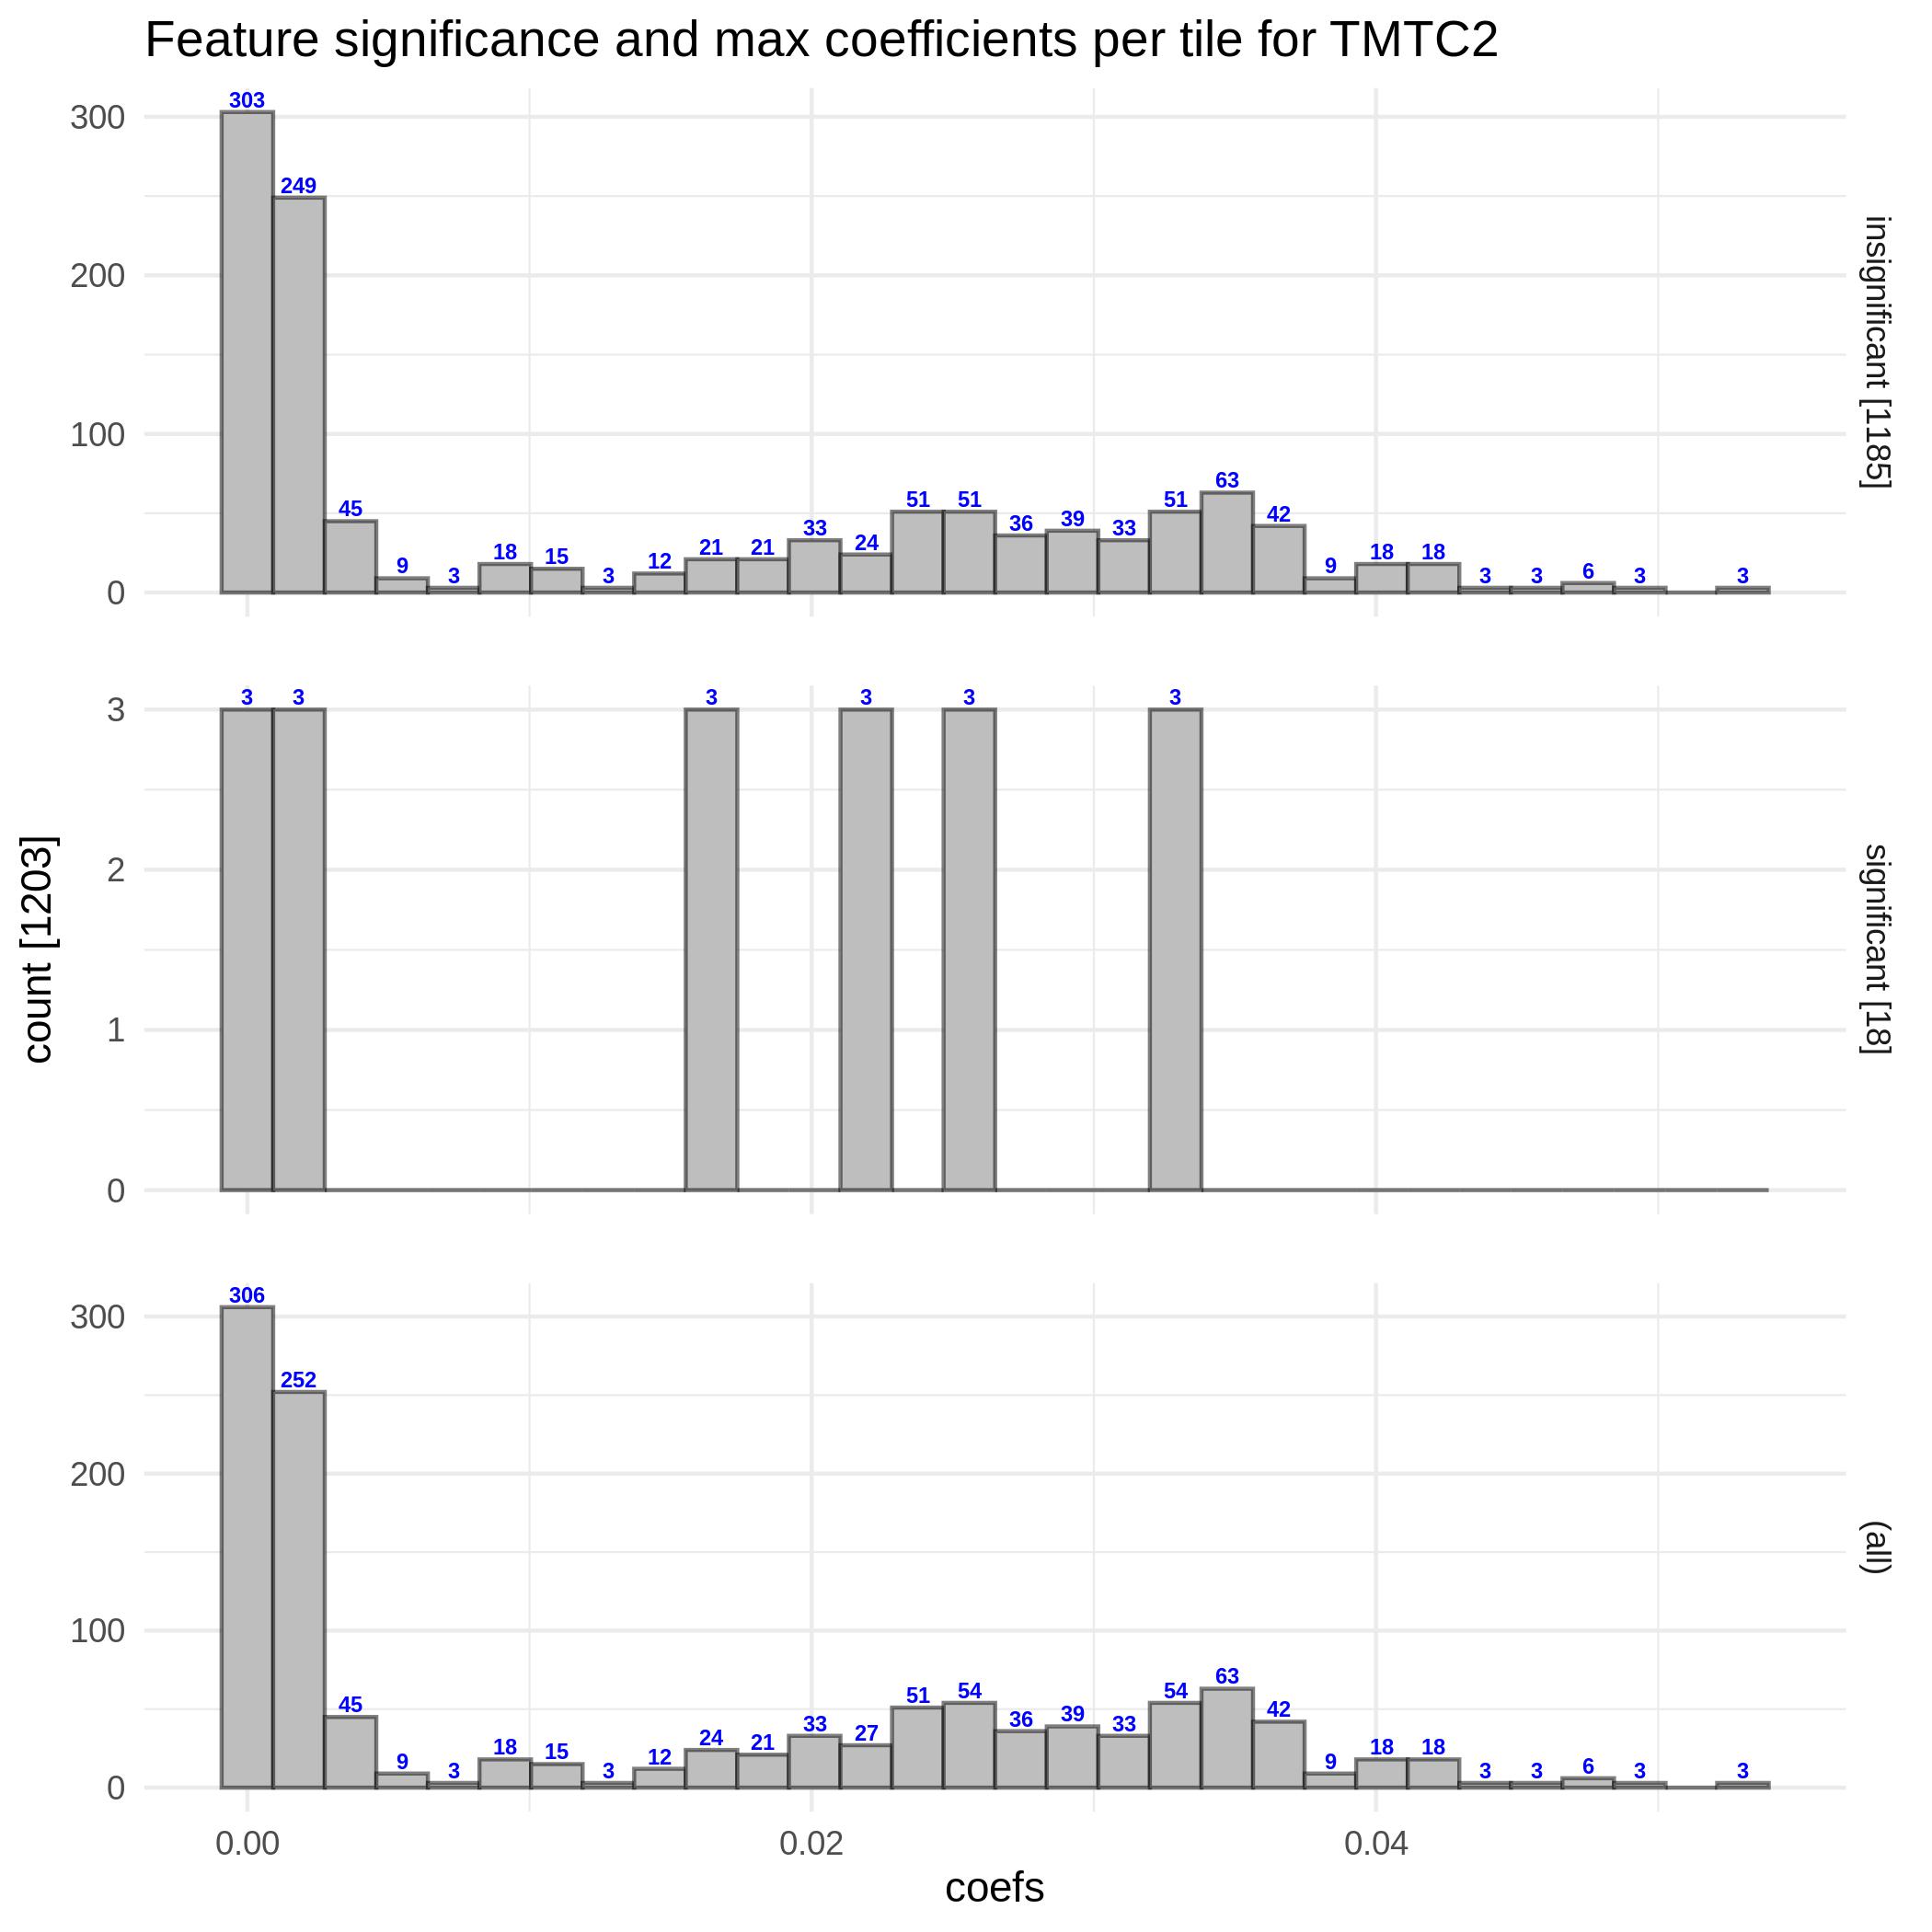 Feature significance and max coefficients per tile for TMTC2
303
300
249
200
insignificant [1185]
100
45 9 3 18 15 3 12 21 21 33 24 51 51 36 39 33 51 63 42 9 18 18 3 3 6 3 3
0
3 3 3 3 3 3
3
2
count [1203]
significant [18]
1
0
306
300
252
200
(all)
100
45 9 3 18 15 3 12 24 21 33 27 51 54 36 39 33 54 63 42 9 18 18 3 3 6 3 3
0
0.00 0.02 0.04
coefs